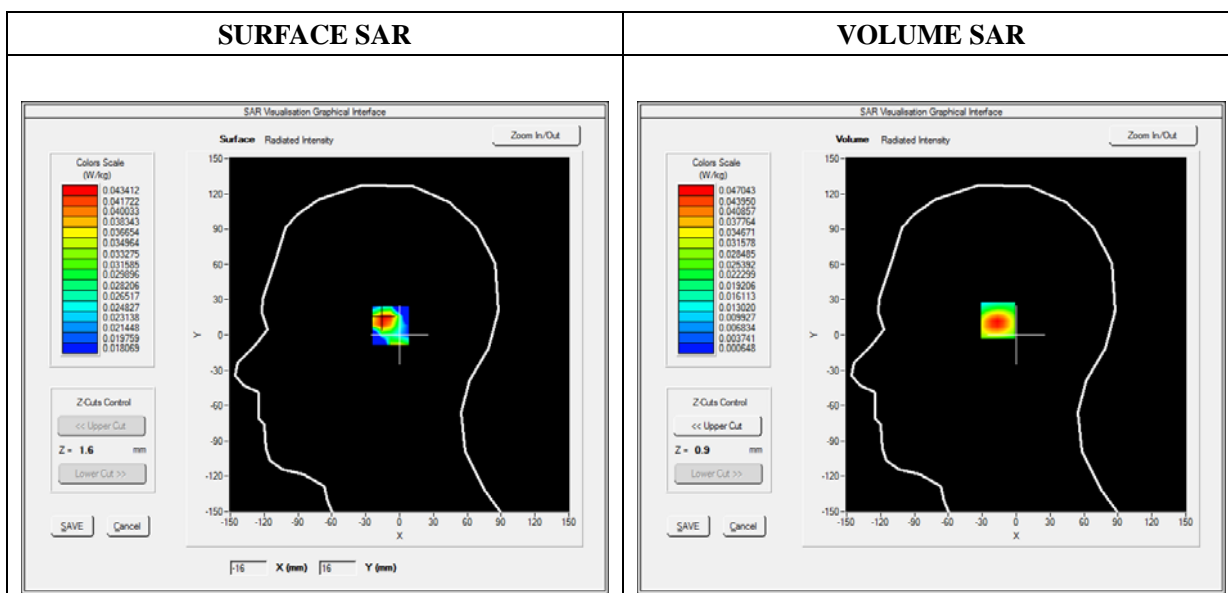 SURFACE SAR
VOLUME SAR
SAR Visualisation Graphical Interface
Surface Radiated Intensity
Zoom In/Out
Colors Scale
(W/kg)
0.043412
0.041722
0.040033
0.038343
0.036654
0.034964
0.033275
0.031585
0.029896
0.028206
0.026517
0.024827
0.023138
0.021448
0.019759
0.018069
150
120
90
60
30
0
-30
-60
-90
-120
-150
Y
-150 -120 -90 -60 -30 0 30 60 90 120 150
X
Z-Cuts Control
<< Upper Cut
Z = 1.6 mm
Lower Cut >>
SAVE Cancel
-16 X (mm) 16 Y (mm)
SAR Visualisation Graphical Interface
Volume Radiated Intensity
Zoom In/Out
Colors Scale
(W/kg)
0.047043
0.043950
0.040857
0.037764
0.034671
0.031578
0.028485
0.025392
0.022299
0.019206
0.016113
0.013020
0.009927
0.006834
0.003741
0.000648
150
120
90
60
30
0
-30
-60
-90
-120
-150
Y
-150 -120 -90 -60 -30 0 30 60 90 120 150
X
Z-Cuts Control
<< Upper Cut
Z = 0.9 mm
Lower Cut >>
SAVE Cancel